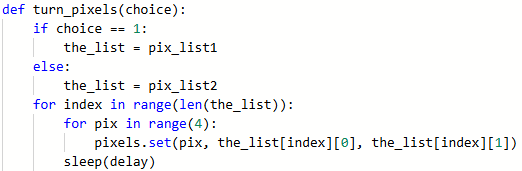 def turn_pixels(choice):
    if choice == 1:
        the_list = pix_list1
    else:
        the_list = pix_list2
    for index in range(len(the_list)):
        for pix in range(4):
            pixels.set(pix, the_list[index][0], the_list[index][1])
        sleep(delay)